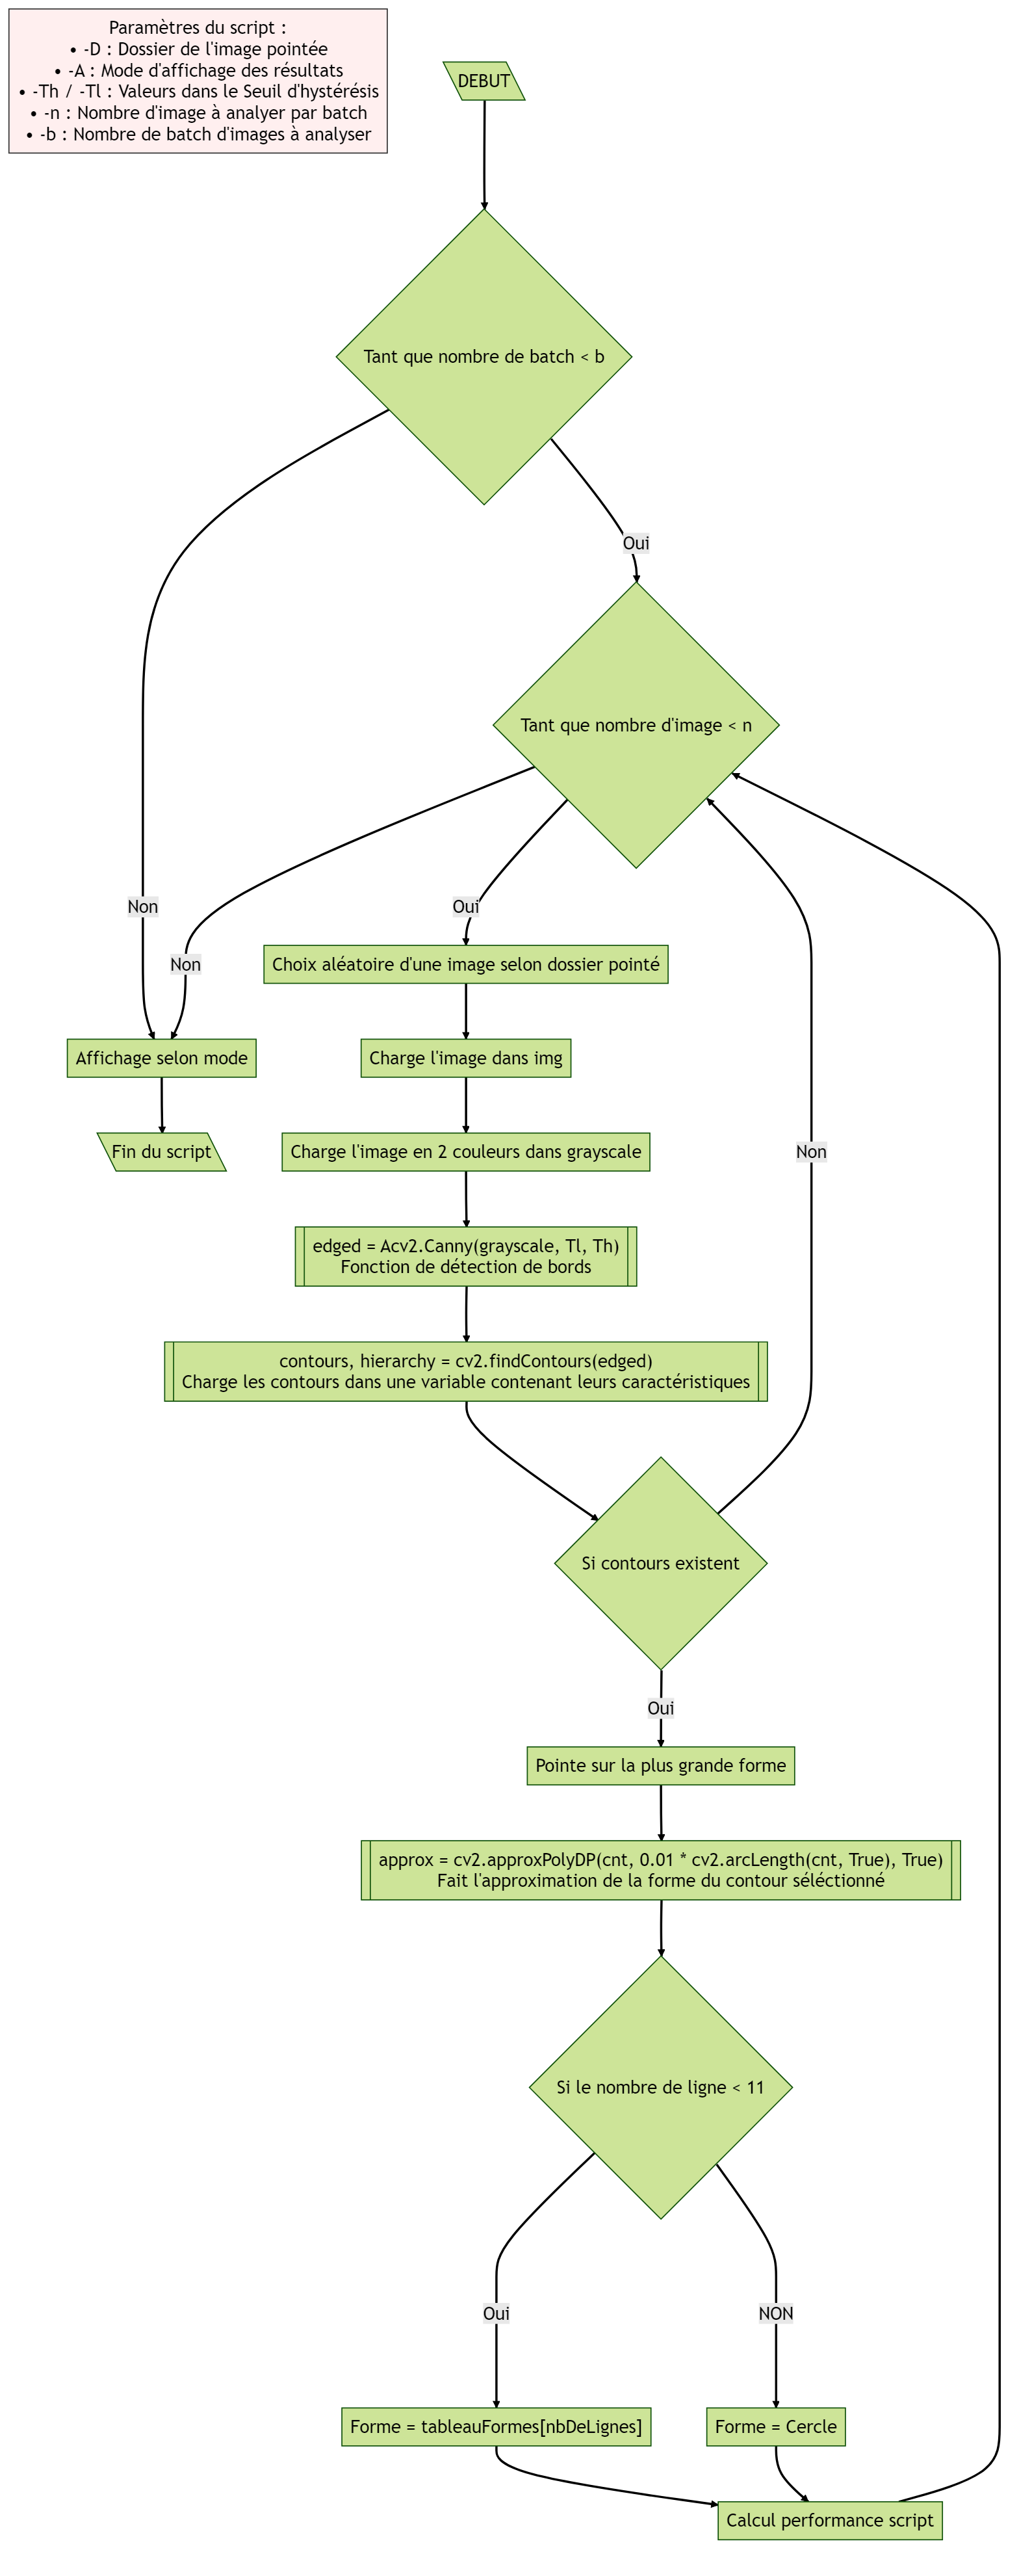 Paramètres du script :
• -D : Dossier de l'image pointée
• -A : Mode d'affichage des résultats
• -Th / -Tl : Valeurs dans le Seuil d'hystérésis
• -n : Nombre d'image à analyer par batch
• -b : Nombre de batch d'images à analyser
DEBUT
Tant que nombre de batch < b
Oui
Tant que nombre d'image < n
Non
Oui
Non
Choix aléatoire d'une image selon dossier pointé
Affichage selon mode
Charge l'image dans img
Fin du script
Charge l'image en 2 couleurs dans grayscale
Non
edged = Acv2.Canny(grayscale, Tl, Th)
Fonction de détection de bords
contours, hierarchy = cv2.findContours(edged)
Charge les contours dans une variable contenant leurs caractéristiques
Si contours existent
Oui
Pointe sur la plus grande forme
approx = cv2.approxPolyDP(cnt, 0.01 * cv2.arcLength(cnt, True), True)
Fait l'approximation de la forme du contour séléctionné
Si le nombre de ligne < 11
Oui
NON
Forme = tableauFormes[nbDeLignes]
Forme = Cercle
Calcul performance script